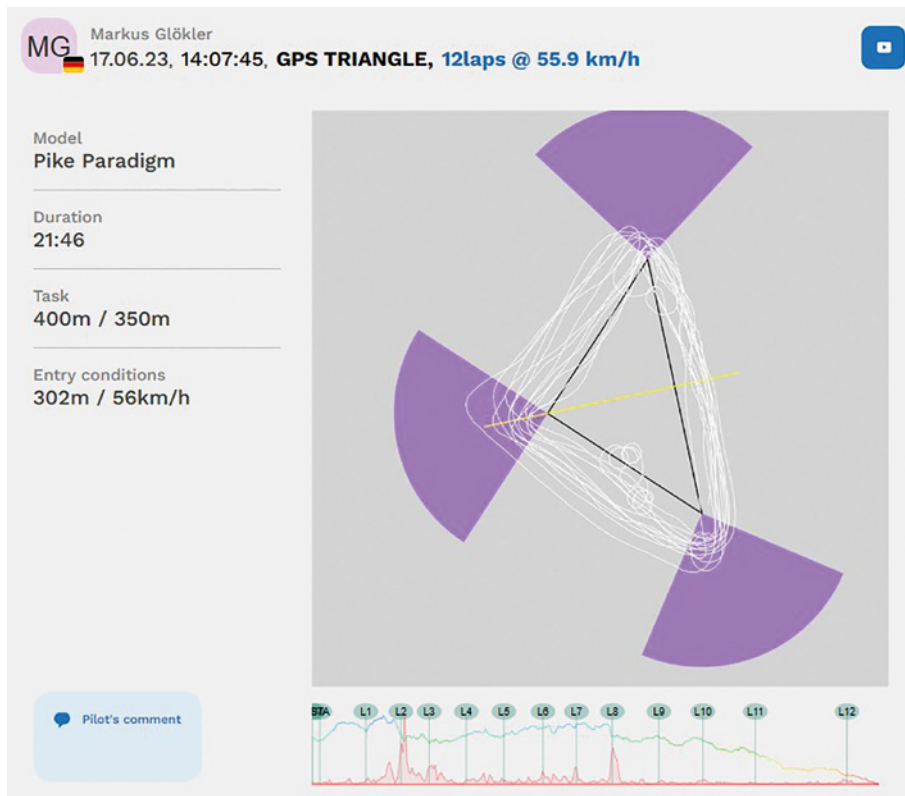 MG
Markus Glökler
17.06.23, 14:07:45, GPS TRIANGLE, 12laps @ 55.9 km/h
Model
Pike Paradigm
Duration
21:46
Task
400m / 350m
Entry conditions
302m / 56km/h
Pilot's comment
L1 L2 L3 L4 L5 L6 L7 L8 L9 L10 L11 L12